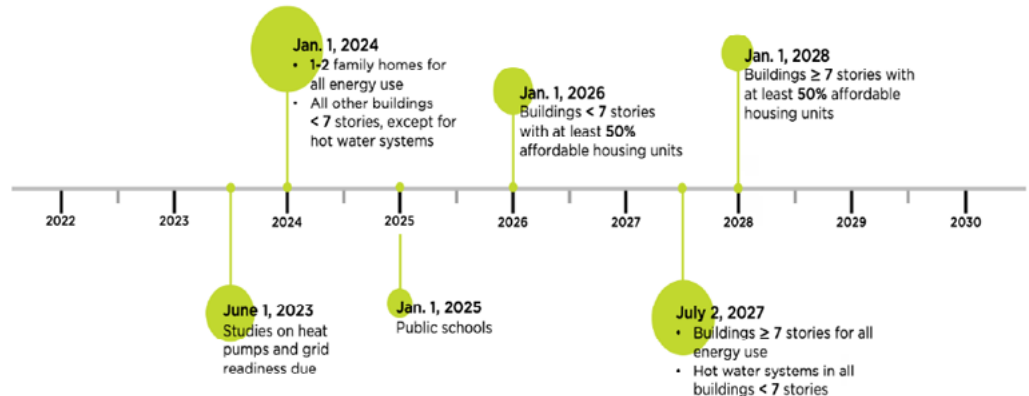 Jan. 1, 2024
• 1-2 family homes for
all energy use
• All other buildings
< 7 stories, except for
hot water systems
Jan. 1, 2026
Buildings < 7 stories
with at least 50%
affordable housing units
Jan. 1, 2028
Buildings ≥ 7 stories with
at least 50% affordable
housing units
2022 2023 2024 2025 2026 2027 2028 2029 2030
June 1, 2023
Studies on heat
pumps and grid
readiness due
Jan. 1, 2025
Public schools
July 2, 2027
• Buildings ≥ 7 stories for all
energy use
• Hot water systems in all
buildings < 7 stories